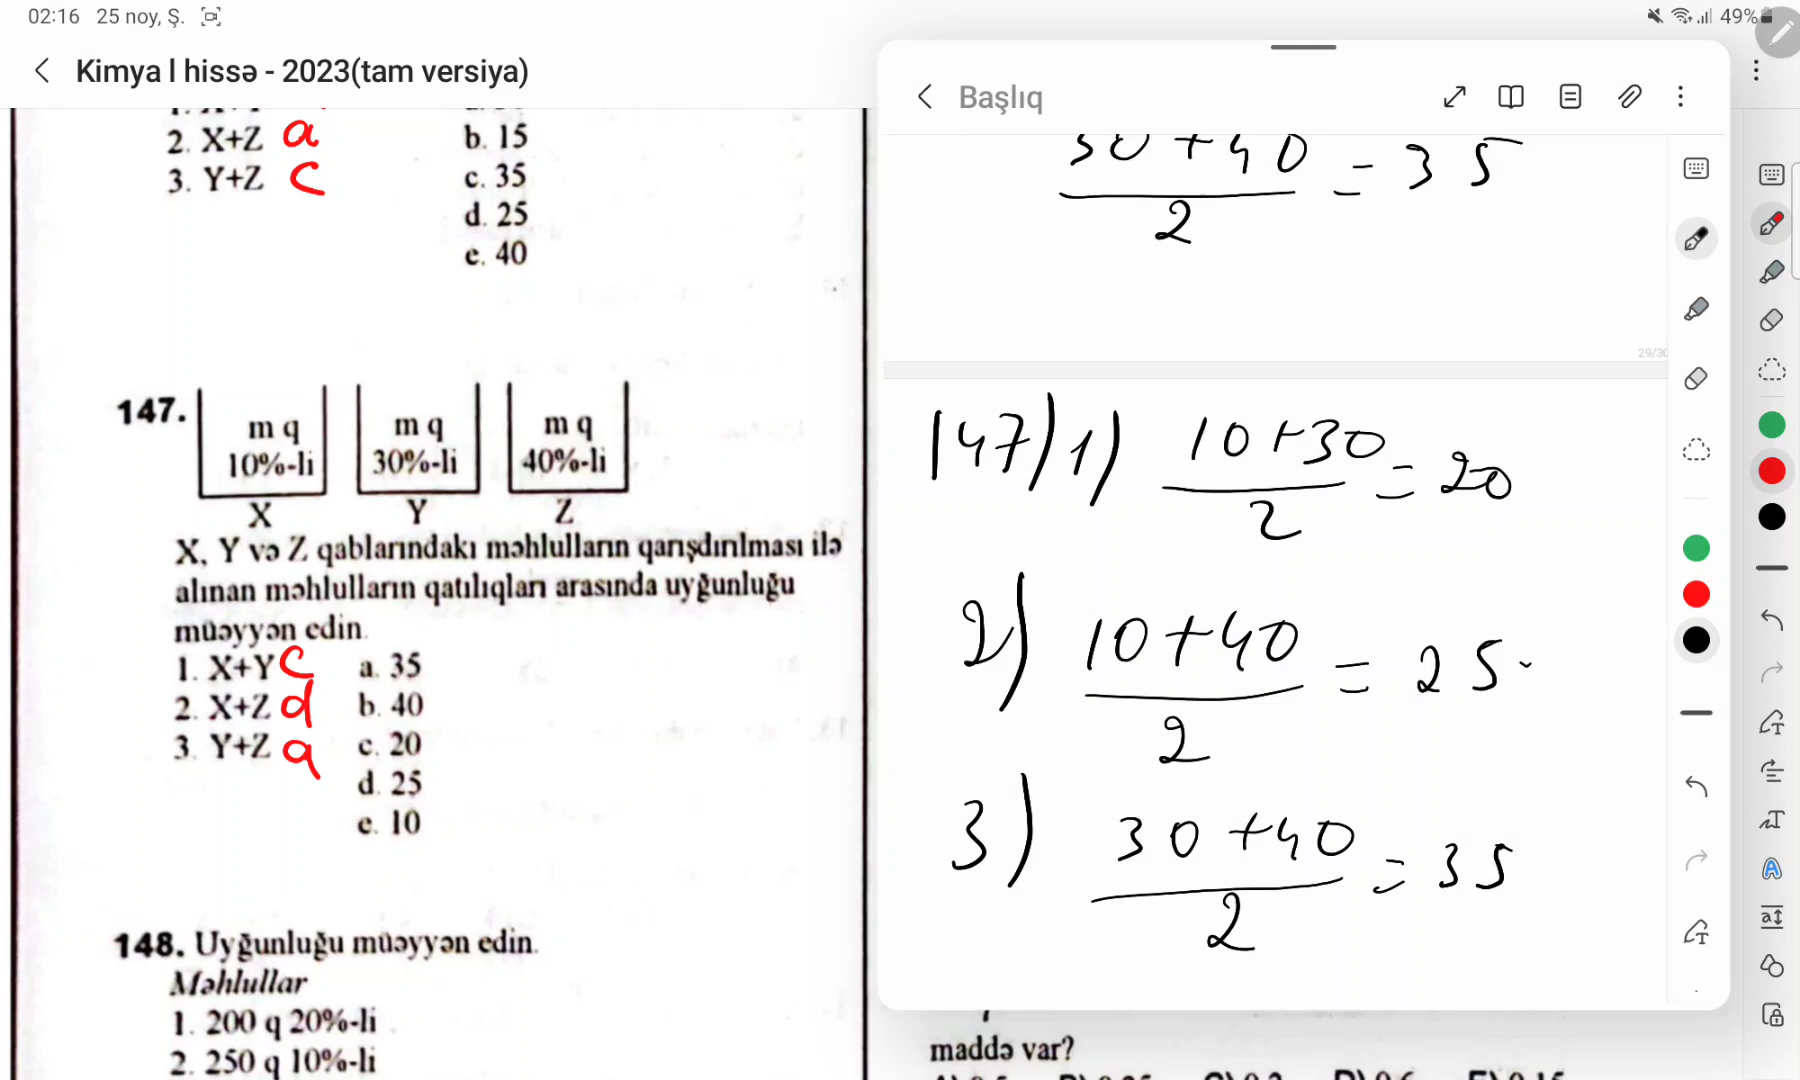 02:16 25 noy, Ş.
49%
Kimya I hissə - 2023(tam versiya)
2. X+Z a
b. 15
3. Y+Z c
c. 35
d. 25
e. 40
147.
m q
10%-li
X
m q
30%-li
Y
m q
40%-li
Z
X, Y və Z qablarındakı məhlulların qarışdırılması ilə
alınan məhlulların qatılıqları arasında uyğunluğu
müəyyən edin.
1. X+Y c
a. 35
2. X+Z d
b. 40
3. Y+Z a
c. 20
d. 25
e. 10
148. Uyğunluğu müəyyən edin.
Məhlullar
1. 200 q 20%-li
2. 250 q 10%-li
Başlıq
30+40
2
= 35
29/30
147) 1) 10+30
2
= 20
2) 10+40
2
= 25
3) 30+40
2
= 35
maddə var?